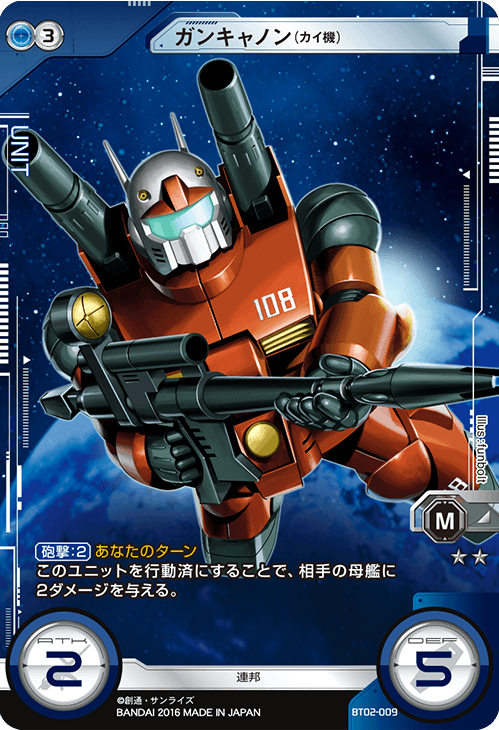 3
ガンキャノン(カイ機)
UNIT
108
illus:funbolt
M
砲撃:2 あなたのターン
このユニットを行動済にすることで、相手の母艦に
2ダメージを与える。
ATK
2
DEF
5
連邦
©創通・サンライズ
BANDAI 2016 MADE IN JAPAN
BT02-009